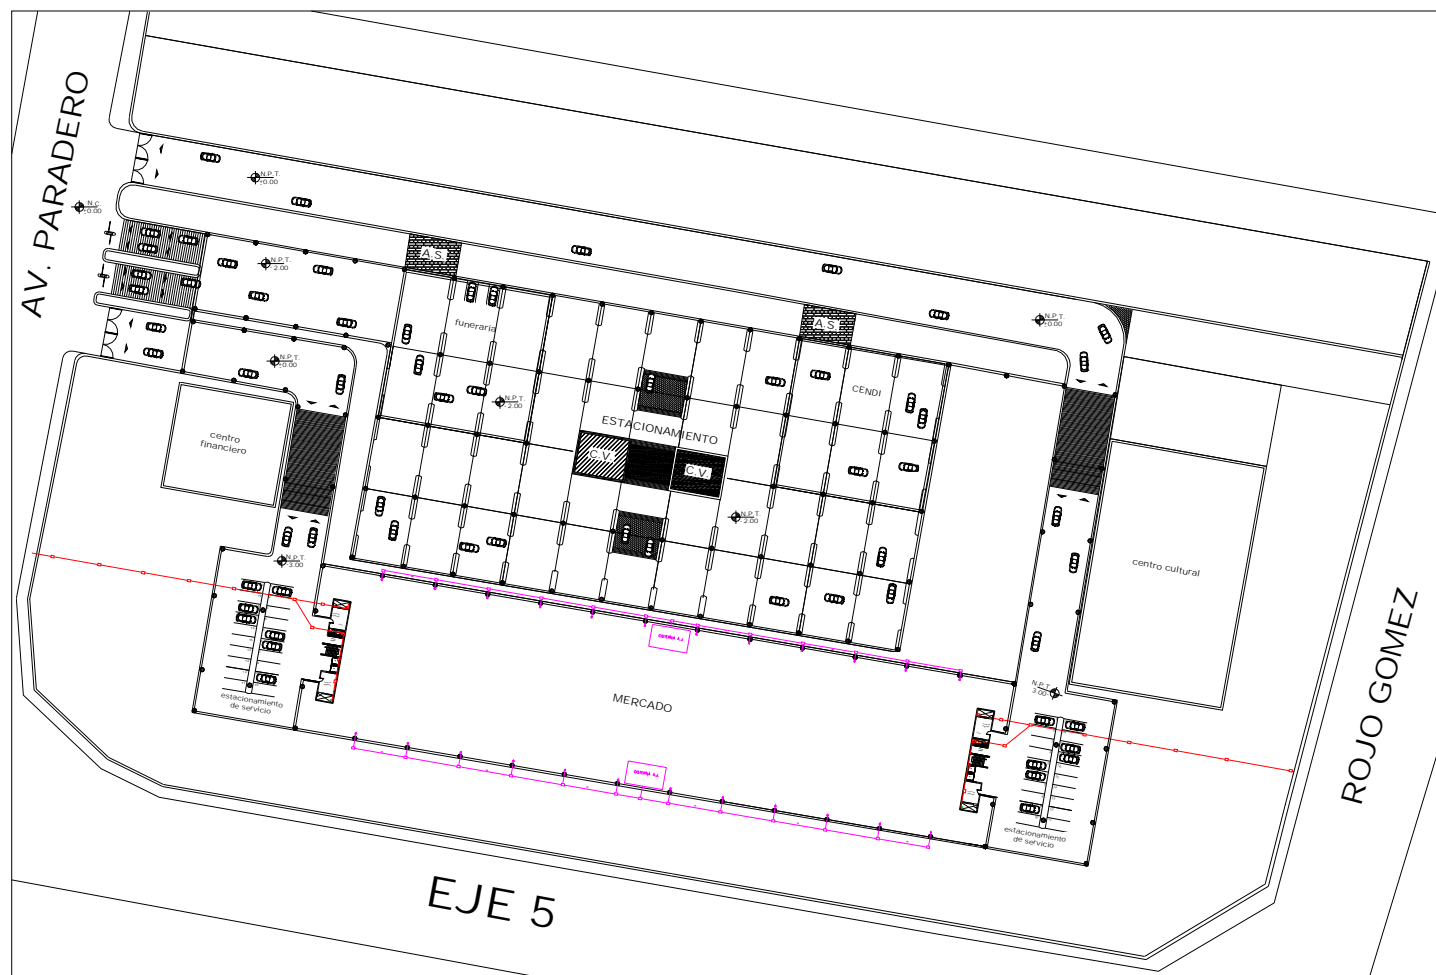 AV. PARADERO
N.P.T.
±0.00
N.C.
±0.00
A.S.
N.P.T.
- 2.00
funeraria
A.S.
N.P.T.
±0.00
N.P.T.
±0.00
CENDI
N.P.T.
- 2.00
ESTACIONAMIENTO
centro
financiero
C.V.
C.V.
N.P.T.
- 2.00
N.P.T.
-3.00
centro cultural
estacionamiento
de servicio
MERCADO
N.P.T.
3.00
ROJO GOMEZ
estacionamiento
de servicio
EJE 5